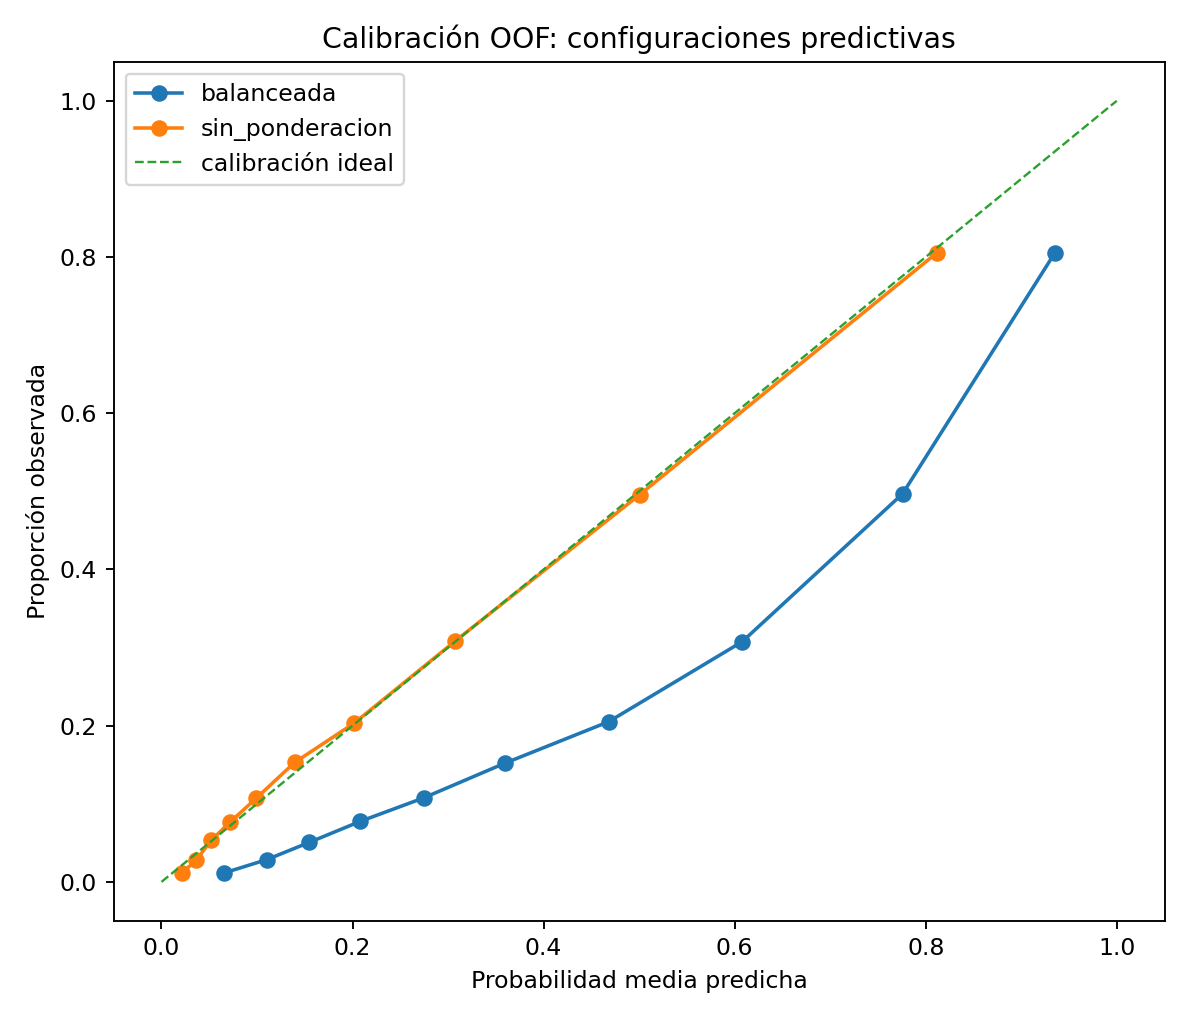 Calibración OOF: configuraciones predictivas
balanceada
sin_ponderacion
calibración ideal
Proporción observada
1.0
0.8
0.6
0.4
0.2
0.0
0.0 0.2 0.4 0.6 0.8 1.0
Probabilidad media predicha